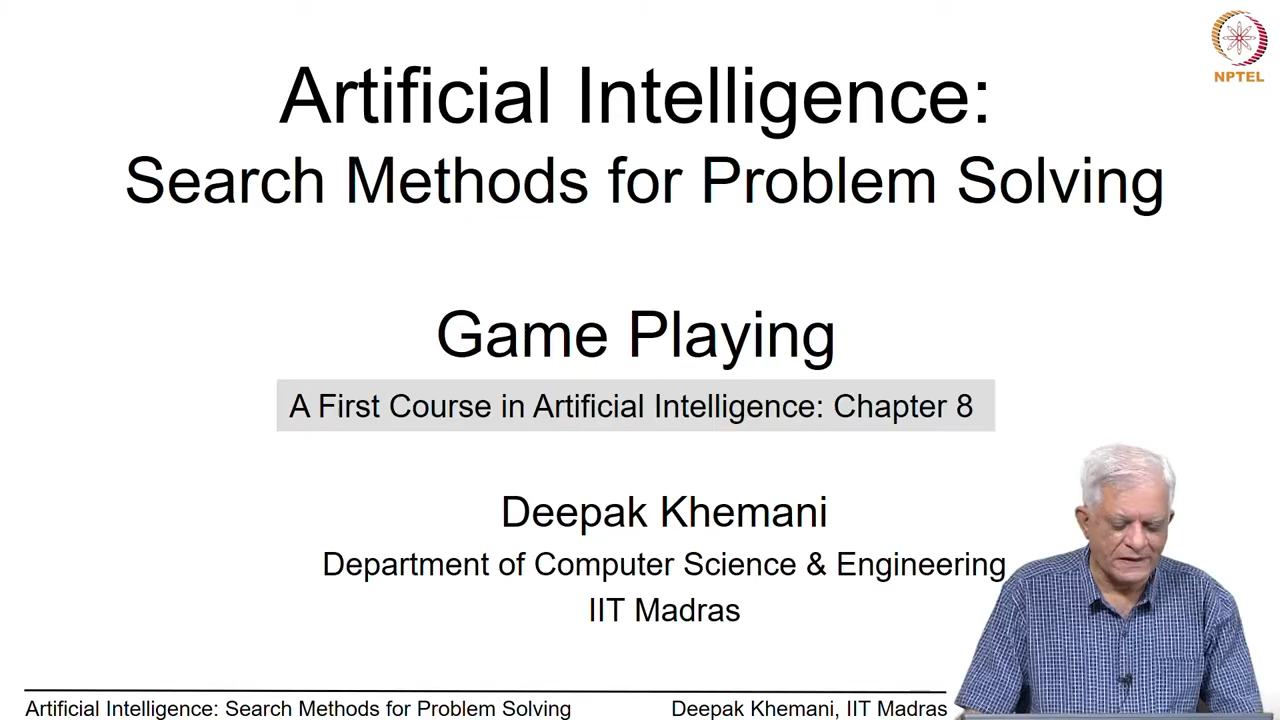 NPTEL
Artificial Intelligence:
Search Methods for Problem Solving
Game Playing
A First Course in Artificial Intelligence: Chapter 8
Deepak Khemani
Department of Computer Science & Engineering
IIT Madras
Artificial Intelligence: Search Methods for Problem Solving
Deepak Khemani, IIT Madras